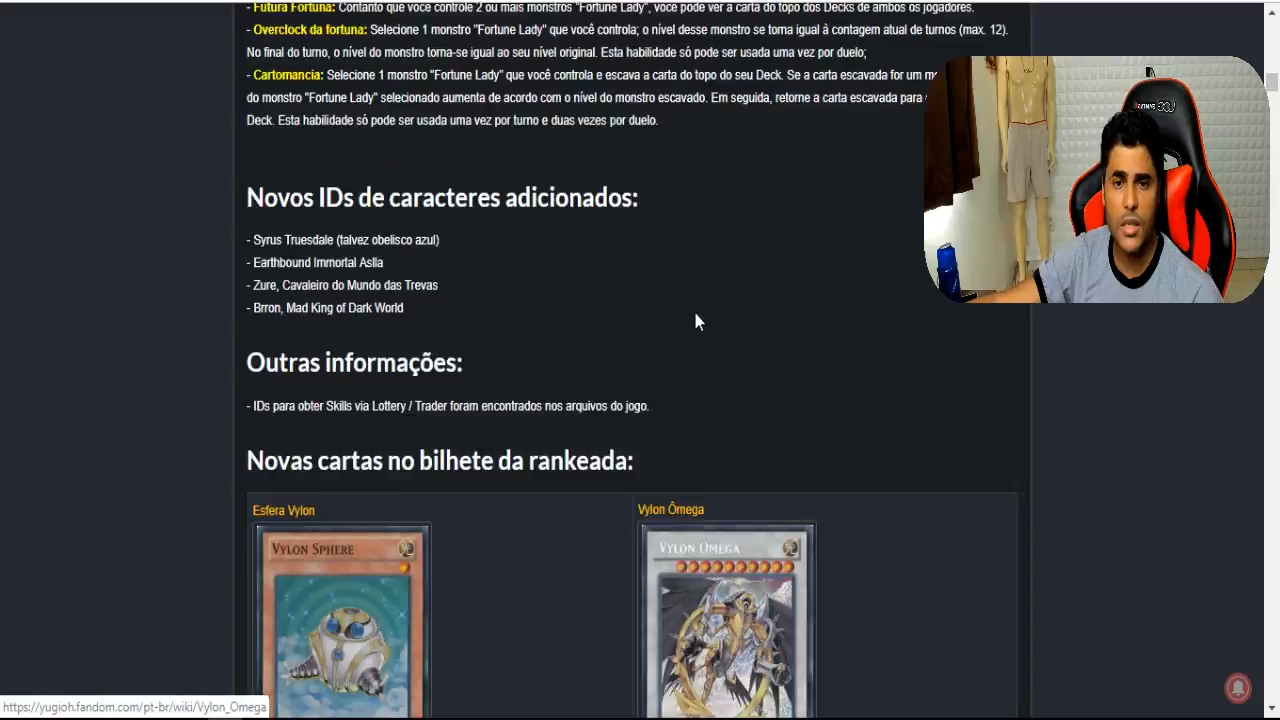 - Futura Fortuna: Contanto que você controle 2 ou mais monstros "Fortune Lady", você pode ver a carta do topo dos Decks de ambos os jogadores.
- Overclock da fortuna: Selecione 1 monstro "Fortune Lady" que você controla; o nível desse monstro se torna igual à contagem atual de turnos (max. 12).
No final do turno, o nível do monstro torna-se igual ao seu nível original. Esta habilidade só pode ser usada uma vez por duelo;
- Cartomancia: Selecione 1 monstro "Fortune Lady" que você controla e escava a carta do topo do seu Deck. Se a carta escavada for um
do monstro "Fortune Lady" selecionado aumenta de acordo com o nível do monstro escavado. Em seguida, retorne a carta escavada para
Deck. Esta habilidade só pode ser usada uma vez por turno e duas vezes por duelo.
Novos IDs de caracteres adicionados:
- Syrus Truesdale (talvez obelisco azul)
- Earthbound Immortal Aslla
- Zure, Cavaleiro do Mundo das Trevas
- Brron, Mad King of Dark World
Outras informações:
- IDs para obter Skills via Lottery / Trader foram encontrados nos arquivos do jogo.
Novas cartas no bilhete da rankeada:
Esfera Vylon
Vylon Ômega
VYLON SPHERE
VYLON OMEGA
https://yugioh.fandom.com/pt-br/wiki/Vylon_Omega